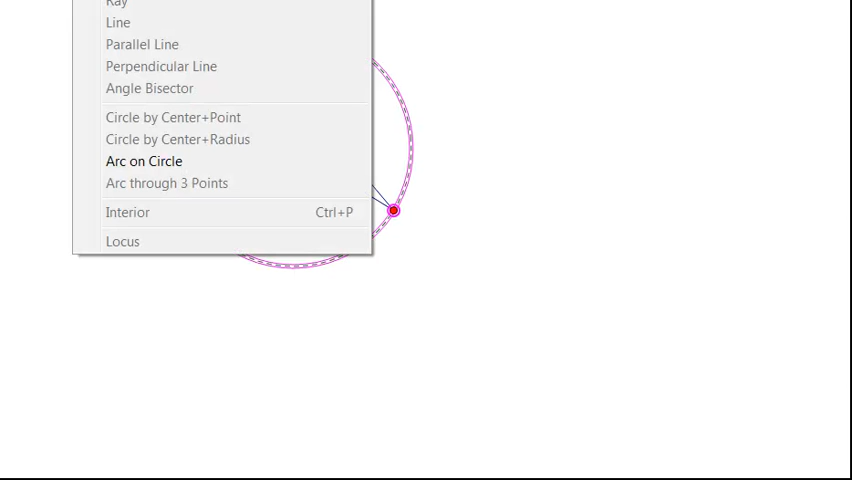 Ray
Line
Parallel Line
Perpendicular Line
Angle Bisector
Circle by Center+Point
Circle by Center+Radius
Arc on Circle
Arc through 3 Points
Interior Ctrl+P
Locus